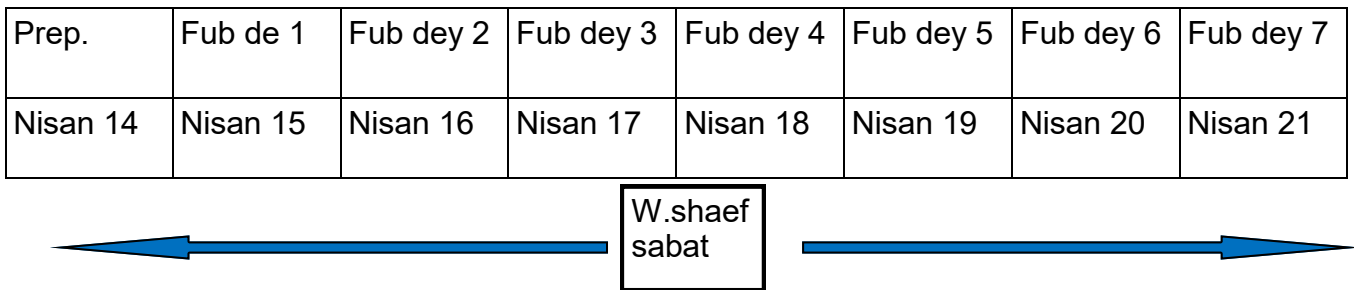 Prep. Fub de 1 Fub dey 2 Fub dey 3 Fub dey 4 Fub dey 5 Fub dey 6 Fub dey 7
Nisan 14 Nisan 15 Nisan 16 Nisan 17 Nisan 18 Nisan 19 Nisan 20 Nisan 21
W.shaef
sabat